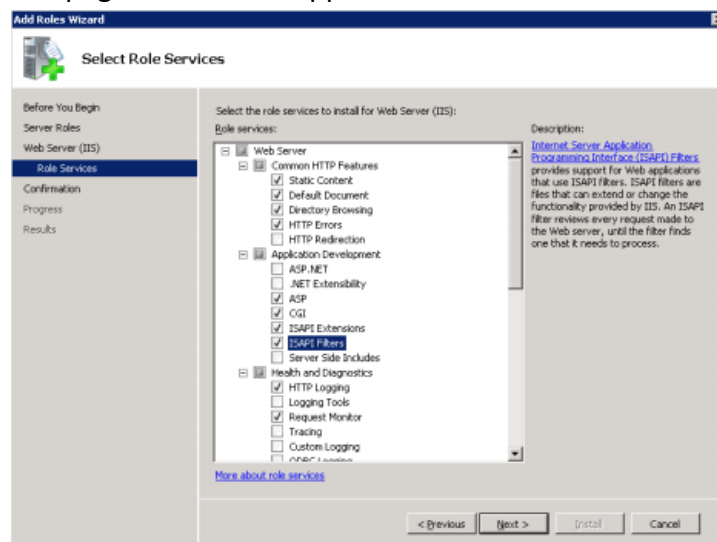 Add Roles Wizard
Select Role Services
Before You Begin
Server Roles
Web Server (IIS)
Role Services
Confirmation
Progress
Results
Select the role services to install for Web Server (IIS):
Role services:
Web Server
Common HTTP Features
Static Content
Default Document
Directory Browsing
HTTP Errors
HTTP Redirection
Application Development
ASP.NET
.NET Extensibility
ASP
CGI
ISAPI Extensions
ISAPI Filters
Server Side Includes
Health and Diagnostics
HTTP Logging
Logging Tools
Request Monitor
Tracing
Custom Logging
ODBC Logging
More about role services
Description:
Internet Server Application
Programming Interface (ISAPI) Filters
provides support for Web applications
that use ISAPI filters. ISAPI filters are
files that can extend or change the
functionality provided by IIS. An ISAPI
filter reviews every request made to
the Web server, until the filter finds
one that it needs to process.
< Previous
Next >
Install
Cancel